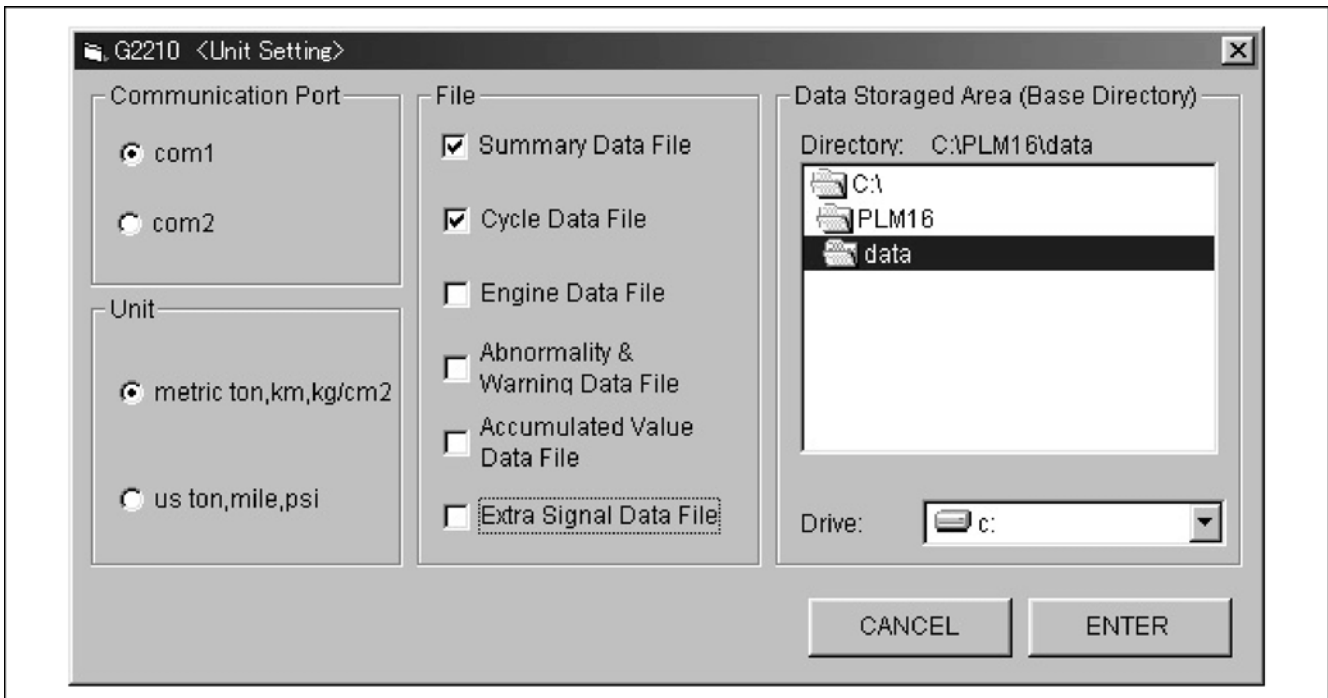 G2210 <Unit Setting>
Communication Port
com1
com2
Unit
metric ton,km,kg/cm2
us ton,mile,psi
File
Summary Data File
Cycle Data File
Engine Data File
Abnormality &
Warning Data File
Accumulated Value
Data File
Extra Signal Data File
Data Storaged Area (Base Directory)
Directory: C:\PLM16\data
C:\
PLM16
data
Drive: c:
CANCEL ENTER